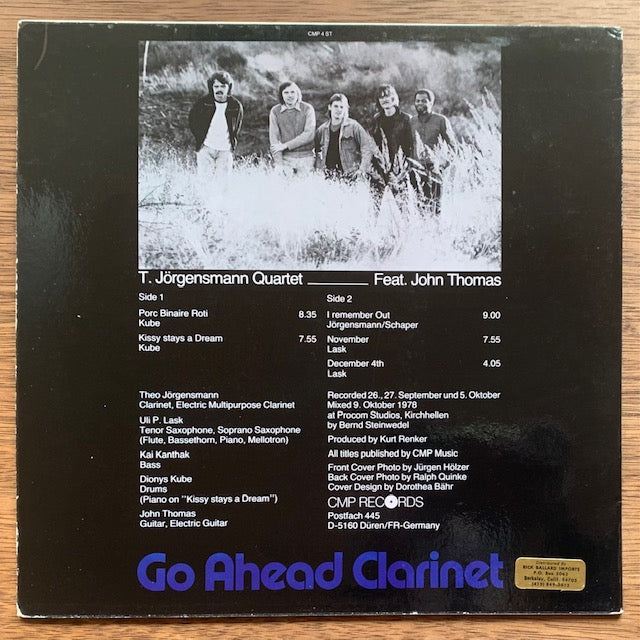 CMP 4 ST
T. Jörgensmann Quartet Feat. John Thomas
Side 1
Porc Binaire Roti 8.35
Kube
Kissy stays a Dream 7.55
Kube
Side 2
I remember Out 9.00
Jörgensmann/Schaper
November 7.55
Lask
December 4th 4.05
Lask
Theo Jörgensmann
Clarinet, Electric Multipurpose Clarinet
Uli P. Lask
Tenor Saxophone, Soprano Saxophone
(Flute, Bassethorn, Piano, Mellotron)
Kai Kanthak
Bass
Dionys Kube
Drums
(Piano on "Kissy stays a Dream")
John Thomas
Guitar, Electric Guitar
Recorded 26., 27. September und 5. Oktober
Mixed 9. Oktober 1978
at Procom Studios, Kirchhellen
by Bernd Steinwedel
Produced by Kurt Renker
All titles published by CMP Music
Front Cover Photo by Jürgen Hölzer
Back Cover Photo by Ralph Quinke
Cover Design by Dorothea Bähr
CMP RECORDS
Postfach 445
D-5160 Düren/FR-Germany
Go Ahead Clarinet
Distributed By
RICK BALLARD IMPORTS
P.O. Box 5063
Berkeley, Calif. 94705